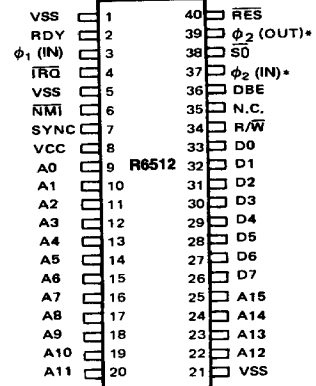 VSS 1 40 R̅E̅S̅
RDY 2 39 ϕ2 (OUT)*
ϕ1 (IN) 3 38 S̅0̅
I̅R̅Q̅ 4 37 ϕ2 (IN)*
VSS 5 36 DBE
N̅M̅I̅ 6 35 N.C.
SYNC 7 34 R/W̅
VCC 8 33 D0
A0 9 R6512 32 D1
A1 10 31 D2
A2 11 30 D3
A3 12 29 D4
A4 13 28 D5
A5 14 27 D6
A6 15 26 D7
A7 16 25 A15
A8 17 24 A14
A9 18 23 A13
A10 19 22 A12
A11 20 21 VSS